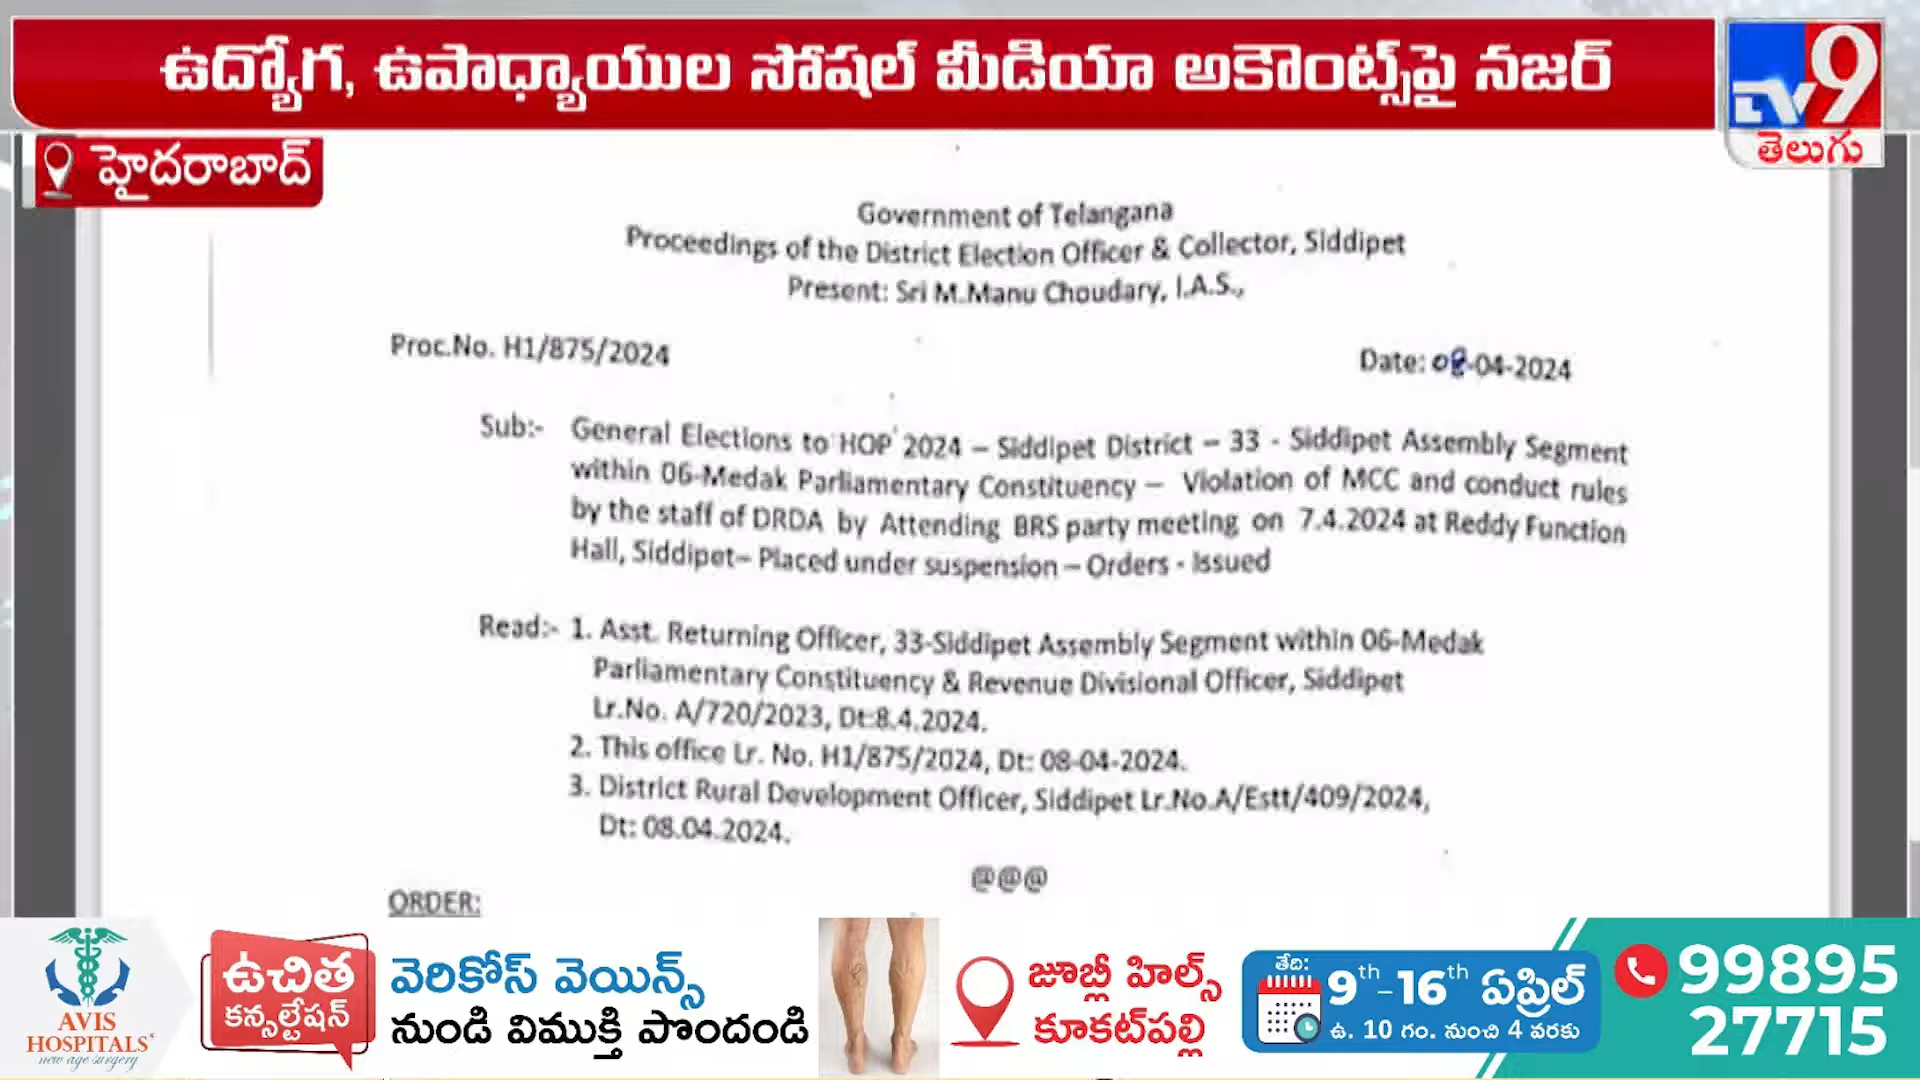 ఉద్యోగ, ఉపాధ్యాయుల సోషల్ మీడియా అకౌంట్స్‌పై నజర్
TV9
తెలుగు
హైదరాబాద్
Government of Telangana
Proceedings of the District Election Officer & Collector, Siddipet
Present: Sri M.Manu Choudary, I.A.S.,
Proc.No. H1/875/2024
Date: 08-04-2024
Sub:- General Elections to HOP 2024 – Siddipet District – 33 - Siddipet Assembly Segment
within 06-Medak Parliamentary Constituency – Violation of MCC and conduct rules
by the staff of DRDA by Attending BRS party meeting on 7.4.2024 at Reddy Function
Hall, Siddipet– Placed under suspension – Orders - Issued
Read:- 1. Asst. Returning Officer, 33-Siddipet Assembly Segment within 06-Medak
Parliamentary Constituency & Revenue Divisional Officer, Siddipet
Lr.No. A/720/2023, Dt:8.4.2024.
2. This office Lr. No. H1/875/2024, Dt: 08-04-2024.
3. District Rural Development Officer, Siddipet Lr.No.A/Estt/409/2024,
Dt: 08.04.2024.
@@@
ORDER:
AVIS
HOSPITALS
new age surgery
ఉచిత
కన్సల్టేషన్
వెరికోస్ వెయిన్స్
నుండి విముక్తి పొందండి
జూబ్లీ హిల్స్
కూకట్‌పల్లి
తేది:
9th – 16th ఏప్రిల్
ఉ. 10 గం. నుంచి 4 వరకు
99895
27715